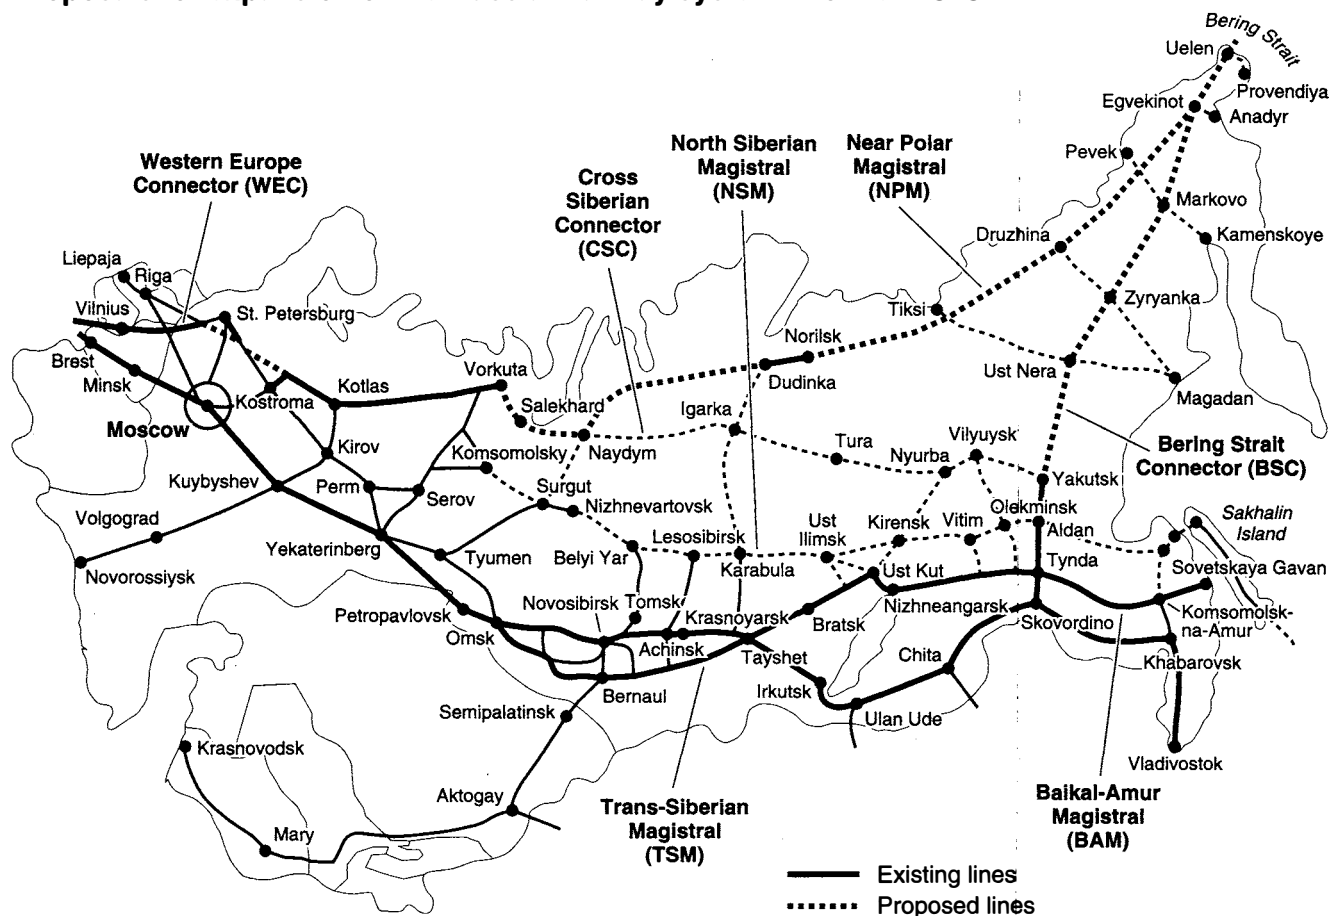 Bering Strait
Uelen
Provendiya
Egvekinot
Anadyr
North Siberian
Magistral
(NSM)
Near Polar
Magistral
(NPM)
Pevek
Western Europe
Connector (WEC)
Cross
Siberian
Connector
(CSC)
Markovo
Druzhina
Kamenskoye
Liepaja
Riga
Vilnius
St. Petersburg
Tiksi
Zyryanka
Norilsk
Brest
Minsk
Vorkuta
Dudinka
Ust Nera
Kotlas
Kostroma
Magadan
Salekhard
Igarka
Moscow
Kirov
Naydym
Tura
Vilyuysk
Nyurba
Bering Strait
Connector (BSC)
Komsomolsky
Kuybyshev
Perm
Serov
Surgut
Yakutsk
Nizhnevartovsk
Volgograd
Ust
Ilimsk
Kirensk
Vitim
Olekminsk
Aldan
Sakhalin
Island
Yekaterinberg
Tyumen
Belyi Yar
Lesosibirsk
Karabula
Ust Kut
Tynda
Sovetskaya Gavan
Novorossiysk
Petropavlovsk
Novosibirsk
Tomsk
Krasnoyarsk
Bratsk
Nizhneangarsk
Skovordino
Komsomolsk-
na-Amur
Omsk
Achinsk
Tayshet
Chita
Khabarovsk
Bernaul
Irkutsk
Semipalatinsk
Ulan Ude
Krasnovodsk
Vladivostok
Aktogay
Trans-Siberian
Magistral
(TSM)
Baikal-Amur
Magistral
(BAM)
Mary
Existing lines
Proposed lines